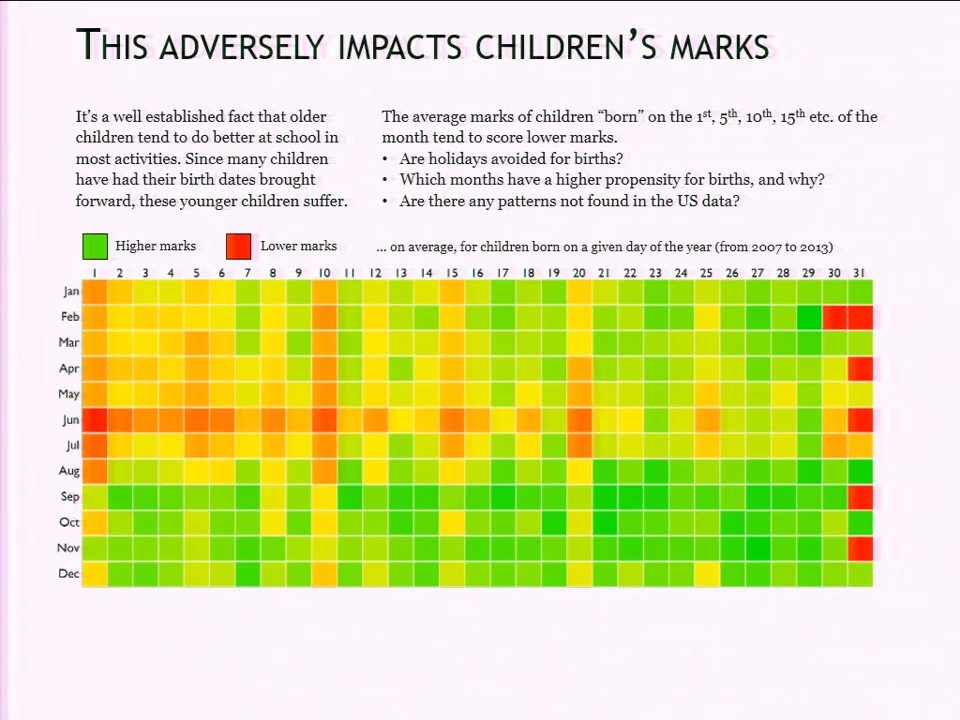 THIS ADVERSELY IMPACTS CHILDREN'S MARKS
It's a well established fact that older
children tend to do better at school in
most activities. Since many children
have had their birth dates brought
forward, these younger children suffer.
The average marks of children “born” on the 1st, 5th, 10th, 15th etc. of the
month tend to score lower marks.
• Are holidays avoided for births?
• Which months have a higher propensity for births, and why?
• Are there any patterns not found in the US data?
Higher marks Lower marks ... on average, for children born on a given day of the year (from 2007 to 2013)
1 2 3 4 5 6 7 8 9 10 11 12 13 14 15 16 17 18 19 20 21 22 23 24 25 26 27 28 29 30 31
Jan
Feb
Mar
Apr
May
Jun
Jul
Aug
Sep
Oct
Nov
Dec